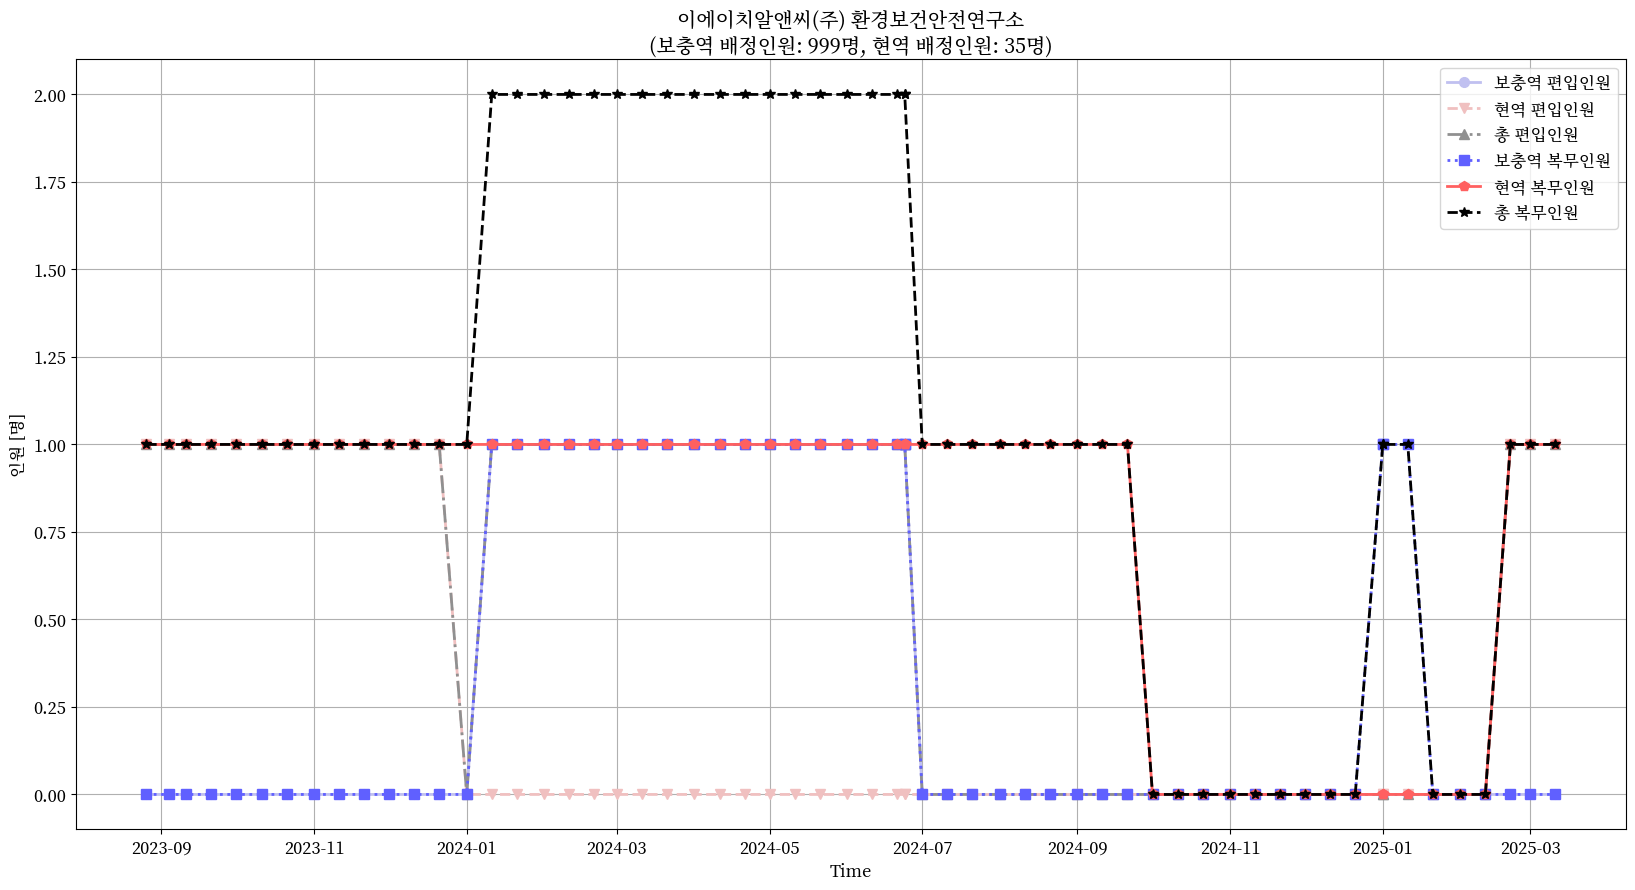 이에이치알앤씨(주) 환경보건안전연구소
(보충역 배정인원: 999명, 현역 배정인원: 35명)
보충역 편입인원
현역 편입인원
총 편입인원
보충역 복무인원
현역 복무인원
총 복무인원
인원 [명]
2.00
1.75
1.50
1.25
1.00
0.75
0.50
0.25
0.00
2023-09 2023-11 2024-01 2024-03 2024-05 2024-07 2024-09 2024-11 2025-01 2025-03
Time